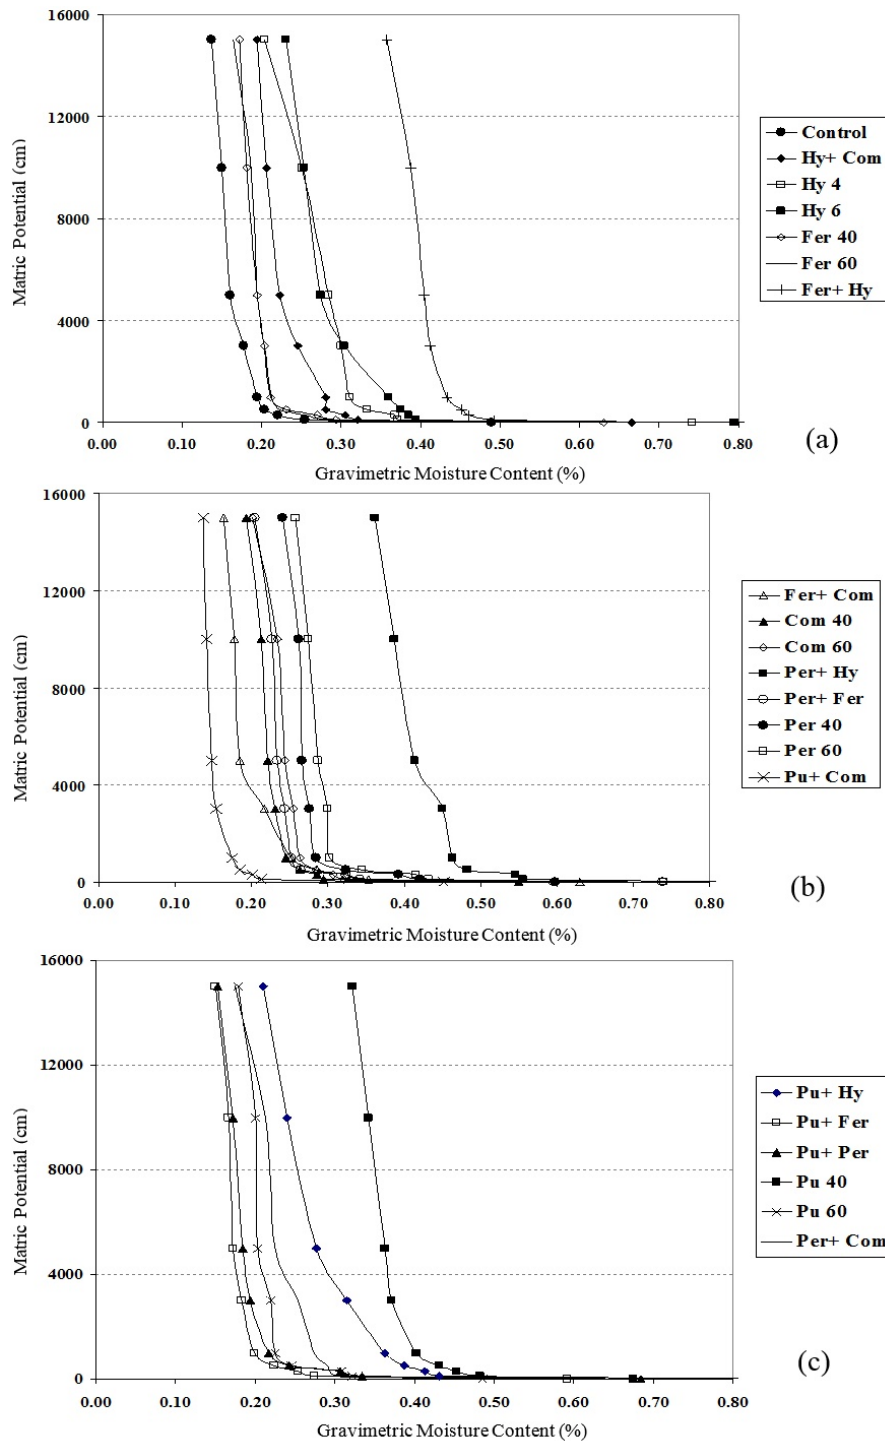 16000
12000
8000
4000
0
Matric Potential (cm)
0.00 0.10 0.20 0.30 0.40 0.50 0.60 0.70 0.80
Gravimetric Moisture Content (%)
Control
Hy+ Com
Hy 4
Hy 6
Fer 40
Fer 60
Fer+ Hy
(a)
16000
12000
8000
4000
0
Matric Potential (cm)
0.00 0.10 0.20 0.30 0.40 0.50 0.60 0.70 0.80
Gravimetric Moisture Content (%)
Fer+ Com
Com 40
Com 60
Per+ Hy
Per+ Fer
Per 40
Per 60
Pu+ Com
(b)
16000
12000
8000
4000
0
Matric Potential (cm)
0.00 0.10 0.20 0.30 0.40 0.50 0.60 0.70 0.80
Gravimetric Moisture Content (%)
Pu+ Hy
Pu+ Fer
Pu+ Per
Pu 40
Pu 60
Per+ Com
(c)